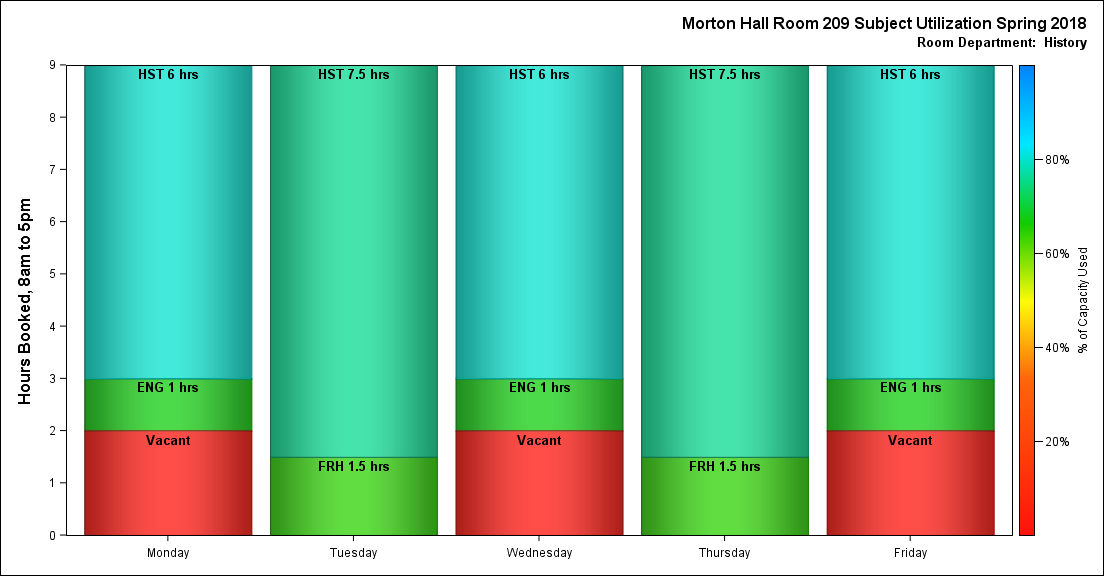 Morton Hall Room 209 Subject Utilization Spring 2018
Room Department:  History
Hours Booked, 8am to 5pm
9
8
7
6
5
4
3
2
1
0
HST 6 hrs
ENG 1 hrs
Vacant
HST 7.5 hrs
FRH 1.5 hrs
HST 6 hrs
ENG 1 hrs
Vacant
HST 7.5 hrs
FRH 1.5 hrs
HST 6 hrs
ENG 1 hrs
Vacant
Monday
Tuesday
Wednesday
Thursday
Friday
80%
60%
40%
20%
% of Capacity Used